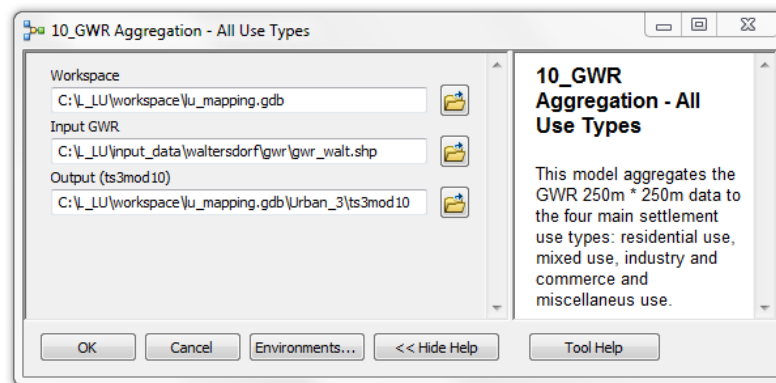 10_GWR Aggregation - All Use Types
Workspace
C:\L_LU\workspace\lu_mapping.gdb
Input GWR
C:\L_LU\input_data\waltersdorf\gwr\gwr_walt.shp
Output (ts3mod10)
C:\L_LU\workspace\lu_mapping.gdb\Urban_3\ts3mod10
10_GWR
Aggregation - All
Use Types
This model aggregates the
GWR 250m * 250m data to
the four main settlement
use types: residential use,
mixed use, industry and
commerce and
miscellaneus use.
OK
Cancel
Environments...
<< Hide Help
Tool Help